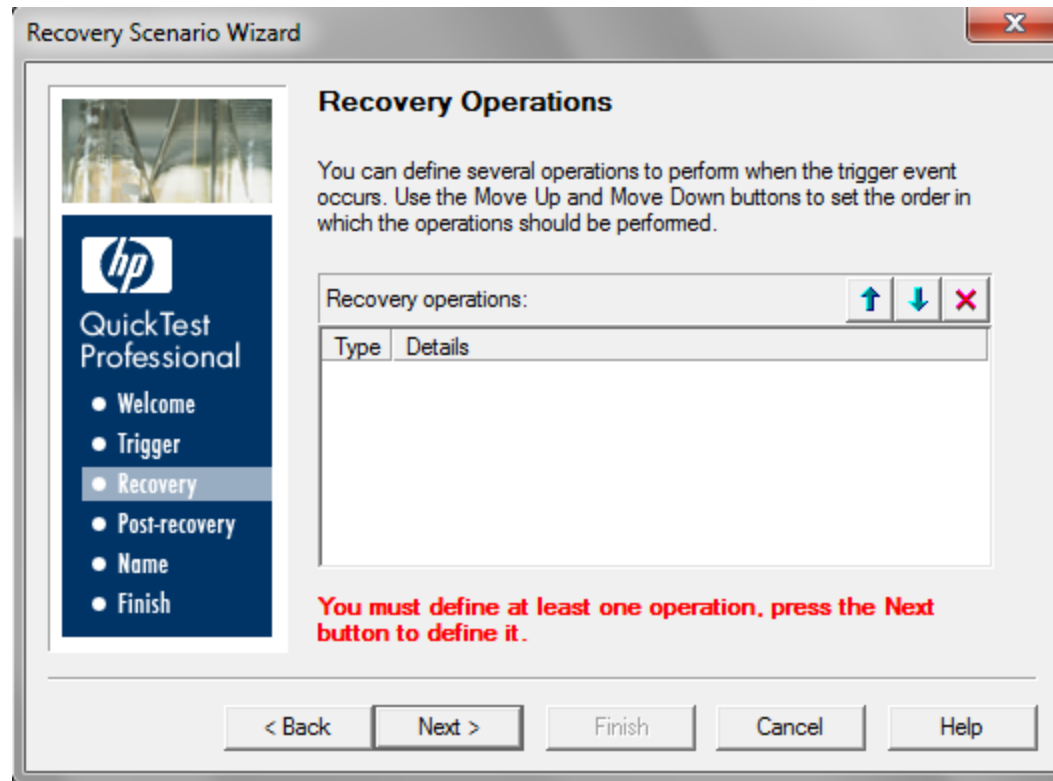 Recovery Scenario Wizard
Recovery Operations
You can define several operations to perform when the trigger event
occurs. Use the Move Up and Move Down buttons to set the order in
which the operations should be performed.
hp
QuickTest
Professional
Welcome
Trigger
Recovery
Post-recovery
Name
Finish
Recovery operations:
Type Details
You must define at least one operation, press the Next
button to define it.
< Back Next > Finish Cancel Help